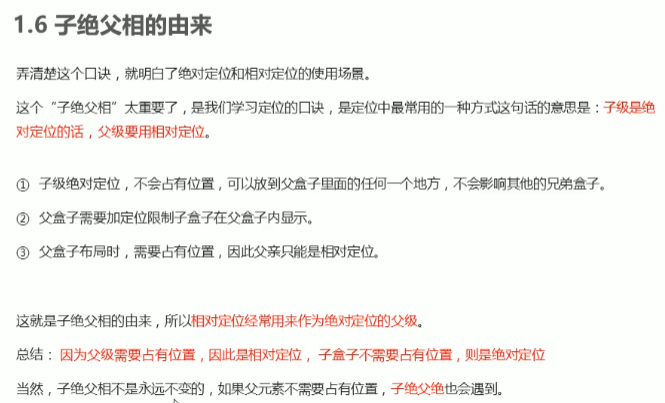 1.6 子绝父相的由来
弄清楚这个口诀，就明白了绝对定位和相对定位的使用场景。
这个“子绝父相”太重要了，是我们学习定位的口诀，是定位中最常用的一种方式这句话的意思是：子级是绝
对定位的话，父级要用相对定位。
① 子级绝对定位，不会占有位置，可以放到父盒子里面的任何一个地方，不会影响其他的兄弟盒子。
② 父盒子需要加定位限制子盒子在父盒子内显示。
③ 父盒子布局时，需要占有位置，因此父亲只能是相对定位。
这就是子绝父相的由来，所以相对定位经常用来作为绝对定位的父级。
总结： 因为父级需要占有位置，因此是相对定位， 子盒子不需要占有位置，则是绝对定位
当然，子绝父相不是永远不变的，如果父元素不需要占有位置，子绝父绝也会遇到。